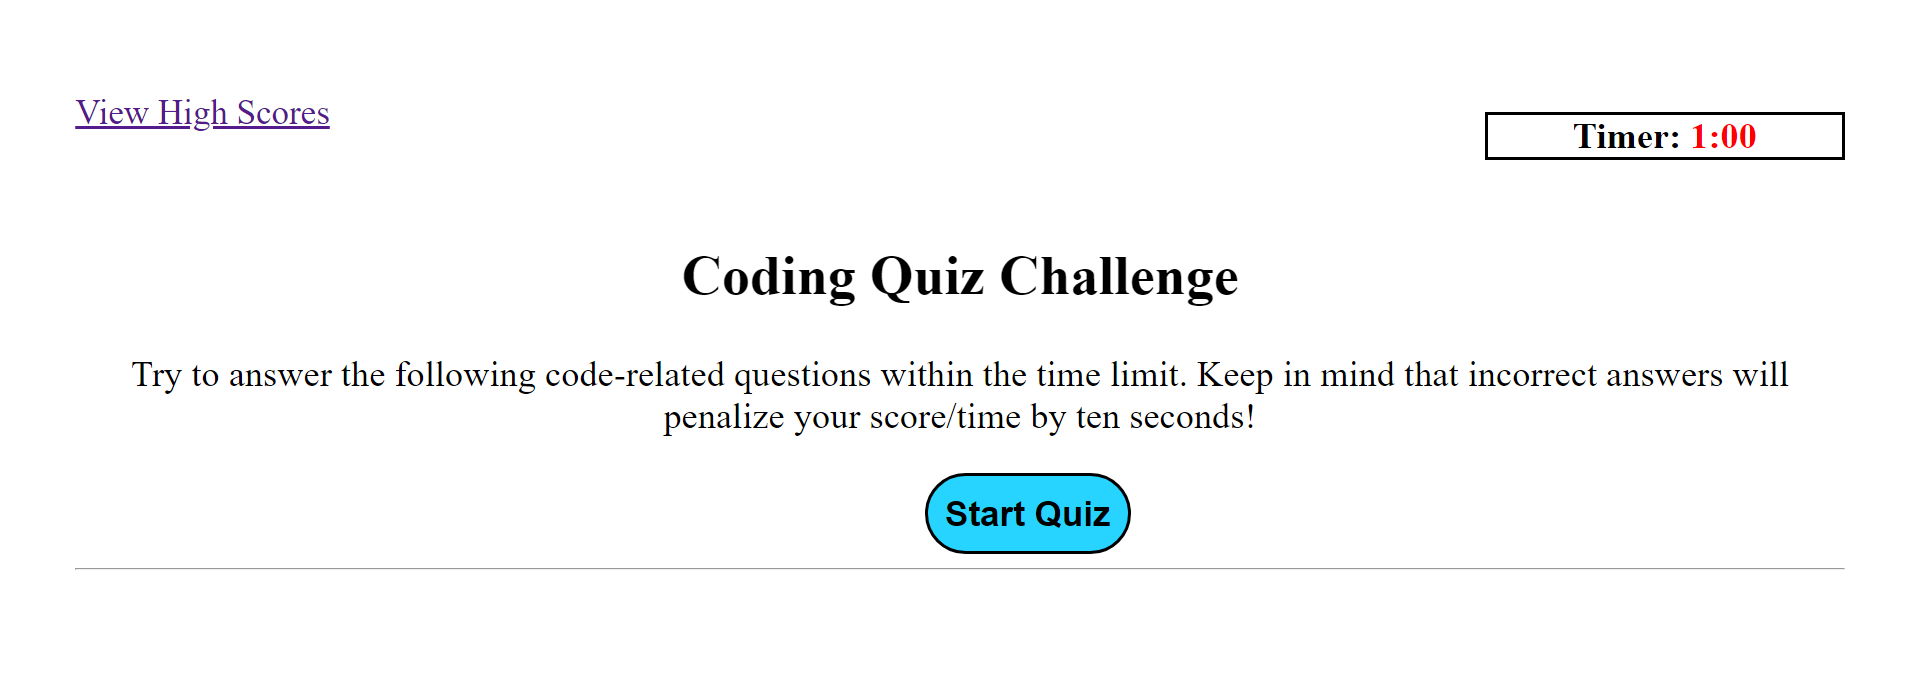 View High Scores
Timer: 1:00
Coding Quiz Challenge
Try to answer the following code-related questions within the time limit. Keep in mind that incorrect answers will
penalize your score/time by ten seconds!
Start Quiz